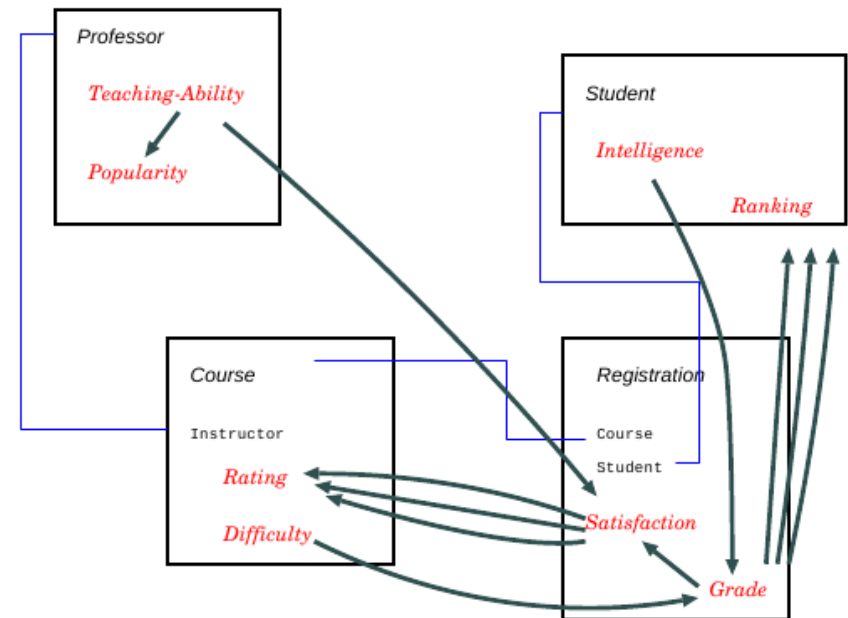 Professor
Teaching-Ability
Popularity
Student
Intelligence
Ranking
Course
Instructor
Rating
Difficulty
Registration
Course
Student
Satisfaction
Grade